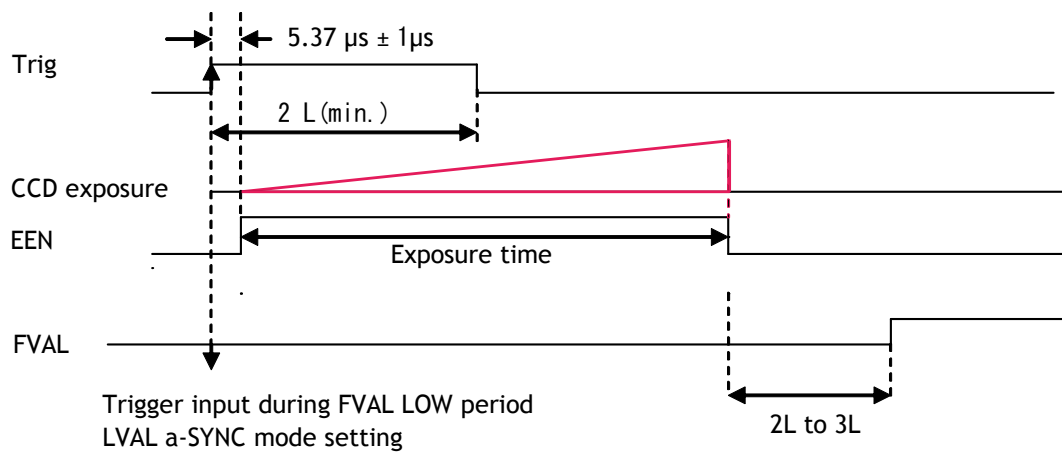 5.37 µs ± 1µs
Trig
2 L(min.)
CCD exposure
EEN
Exposure time
FVAL
Trigger input during FVAL LOW period
LVAL a-SYNC mode setting
2L to 3L